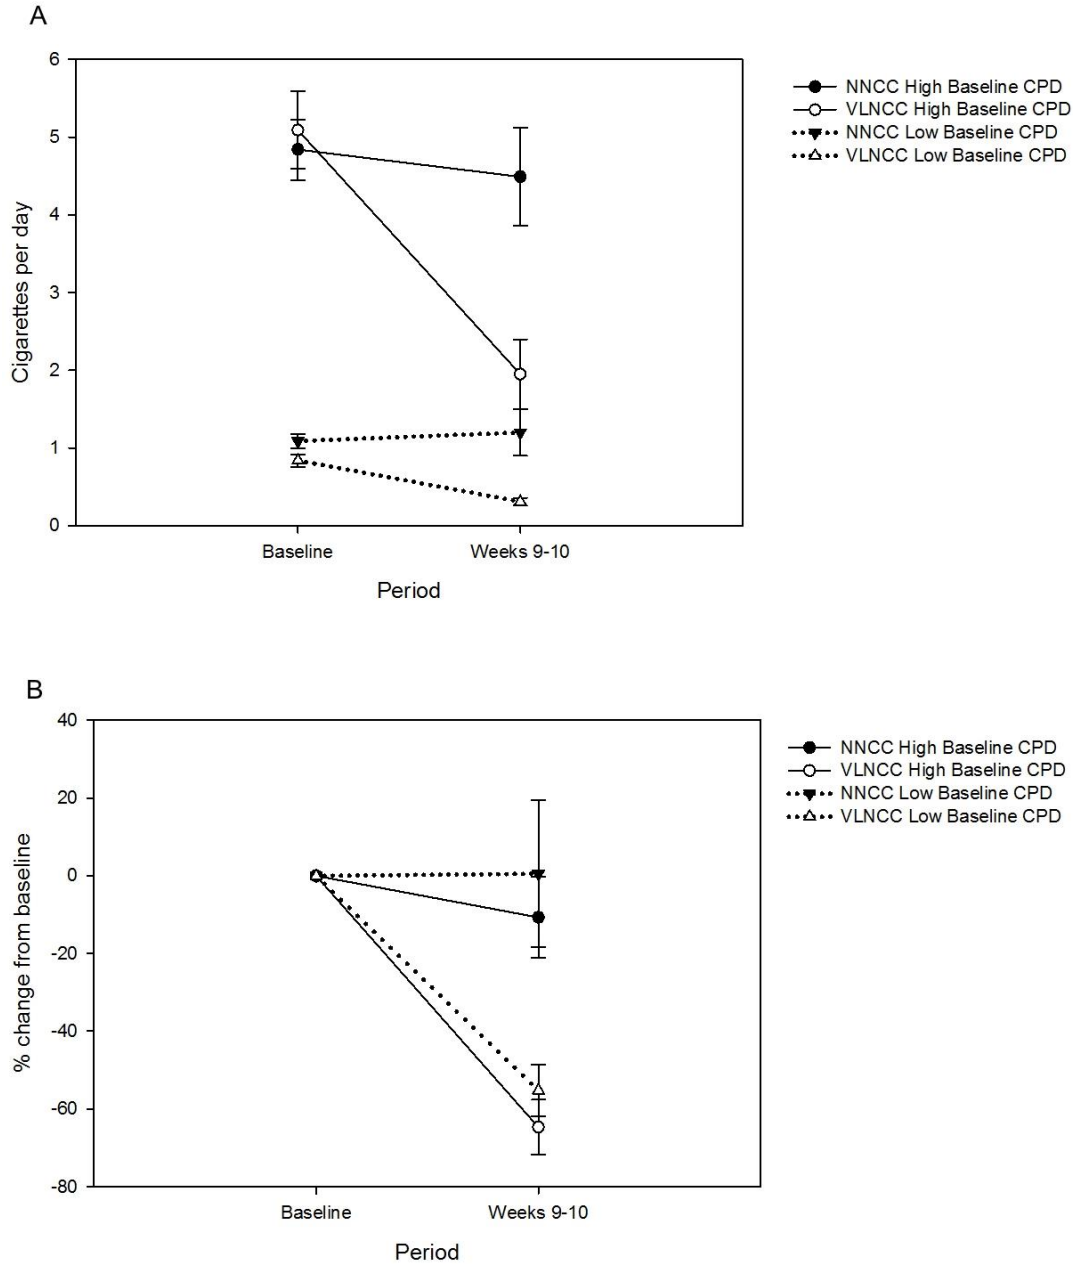 A
6
5
4
3
2
1
0
Cigarettes per day
Baseline
Weeks 9-10
Period
NNCC High Baseline CPD
VLNCC High Baseline CPD
NNCC Low Baseline CPD
VLNCC Low Baseline CPD
B
40
20
0
-20
-40
-60
-80
% change from baseline
Baseline
Weeks 9-10
Period
NNCC High Baseline CPD
VLNCC High Baseline CPD
NNCC Low Baseline CPD
VLNCC Low Baseline CPD